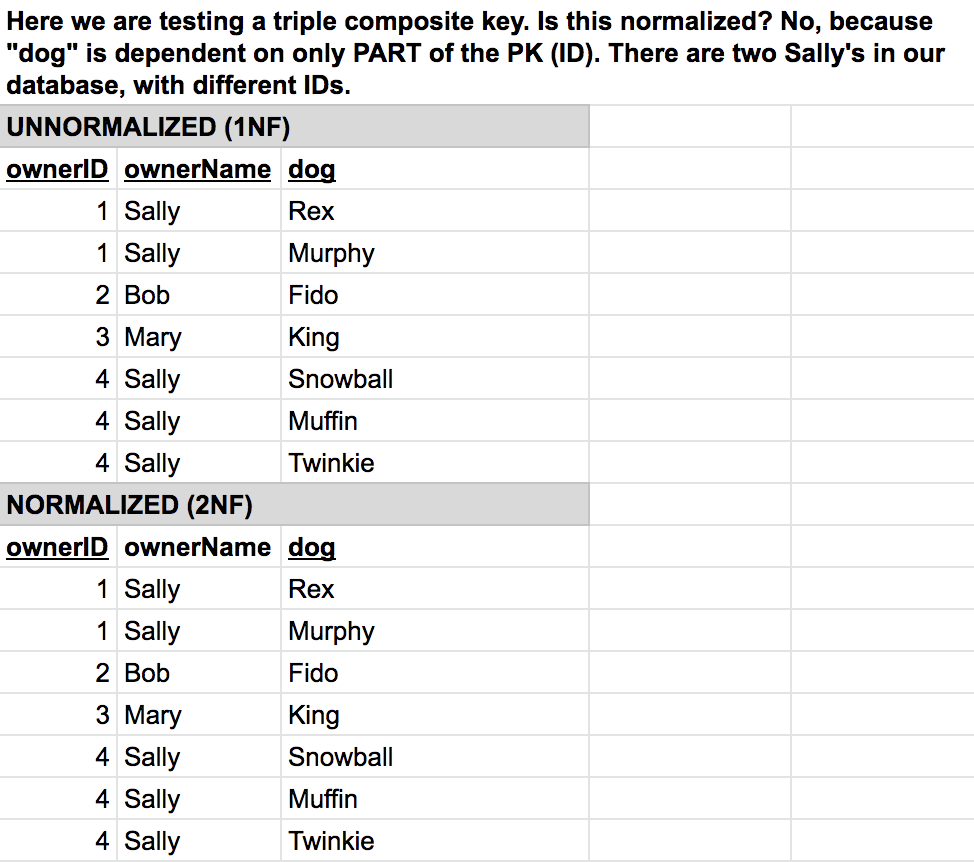 Here we are testing a triple composite key. Is this normalized? No, because
"dog" is dependent on only PART of the PK (ID). There are two Sally's in our
database, with different IDs.
UNNORMALIZED (1NF)
ownerID ownerName dog
1 Sally Rex
1 Sally Murphy
2 Bob Fido
3 Mary King
4 Sally Snowball
4 Sally Muffin
4 Sally Twinkie
NORMALIZED (2NF)
ownerID ownerName dog
1 Sally Rex
1 Sally Murphy
2 Bob Fido
3 Mary King
4 Sally Snowball
4 Sally Muffin
4 Sally Twinkie